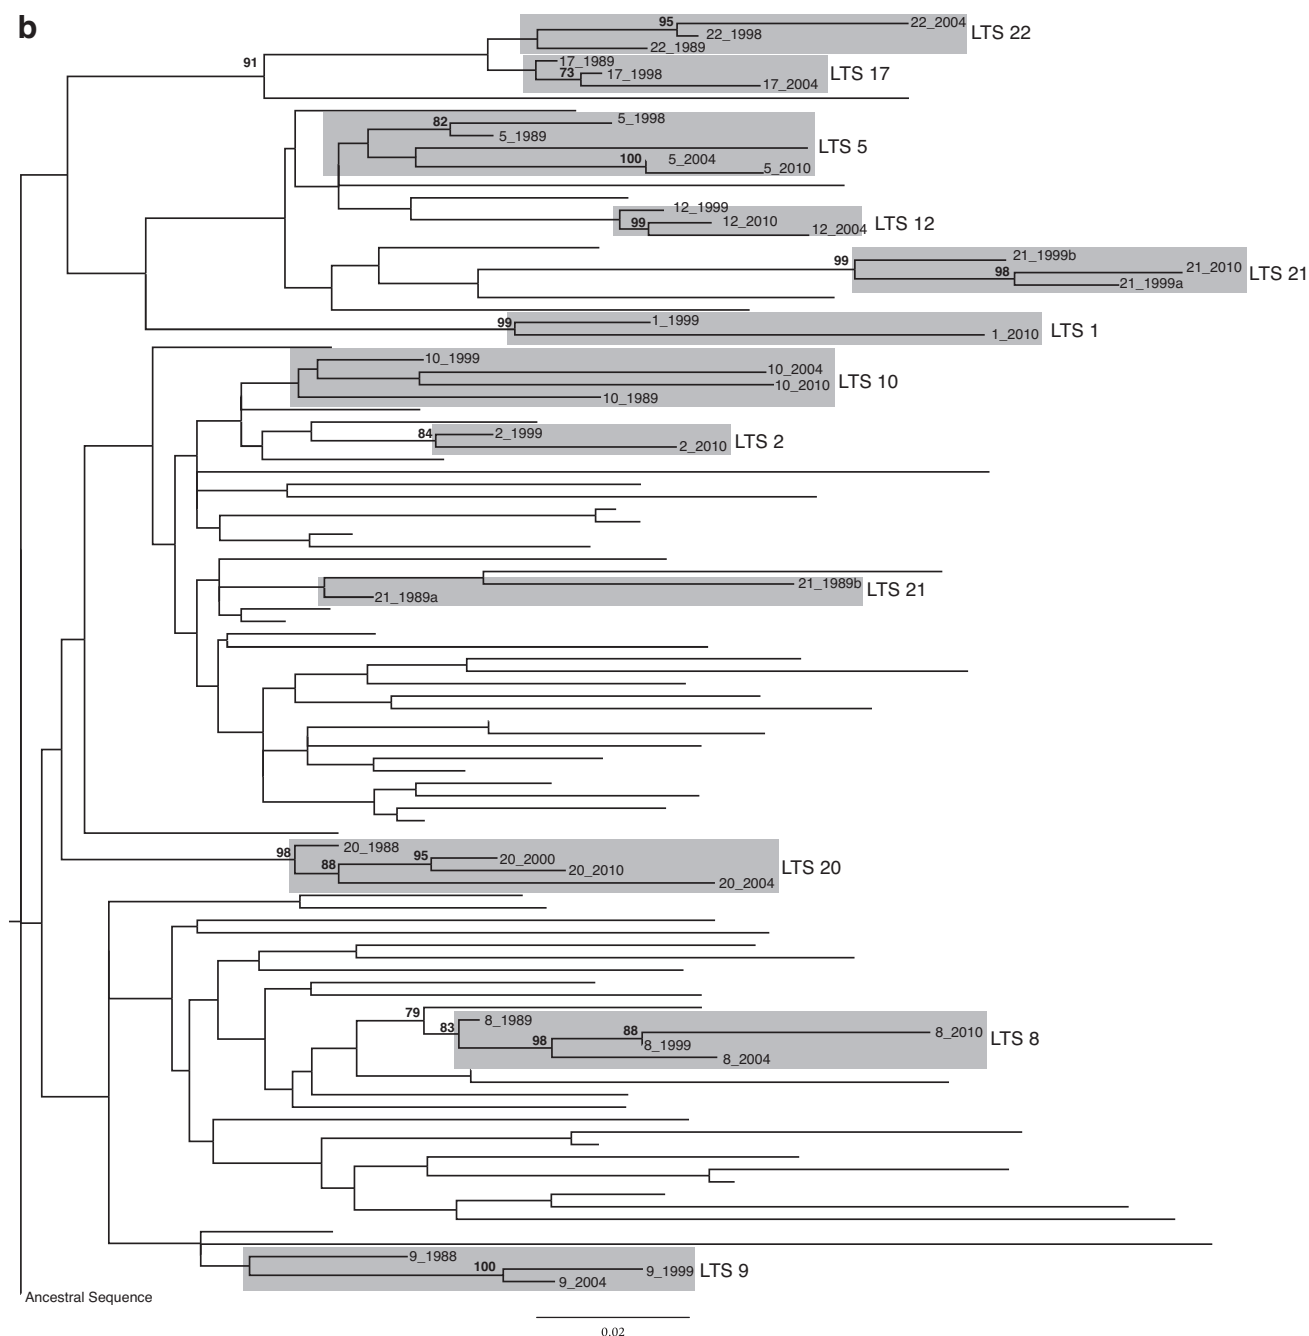 b
95 22_2004
22_1998
LTS 22
22_1989
91
17_1989
73 17_1998
LTS 17
17_2004
82 5_1998
5_1989
LTS 5
100 5_2004
5_2010
12_1999
99 12_2010
LTS 12
12_2004
99 21_1999b
98 21_2010
LTS 21
21_1999a
99 1_1999
1_2010
LTS 1
10_1999
10_2004
LTS 10
10_2010
10_1989
84 2_1999
LTS 2
2_2010
21_1989b
LTS 21
21_1989a
98 20_1988
95 20_2000
88 20_2010
LTS 20
20_2004
79
83 8_1989
88 8_2010
LTS 8
98 8_1999
8_2004
9_1988
100 9_1999
LTS 9
9_2004
Ancestral Sequence
0.02